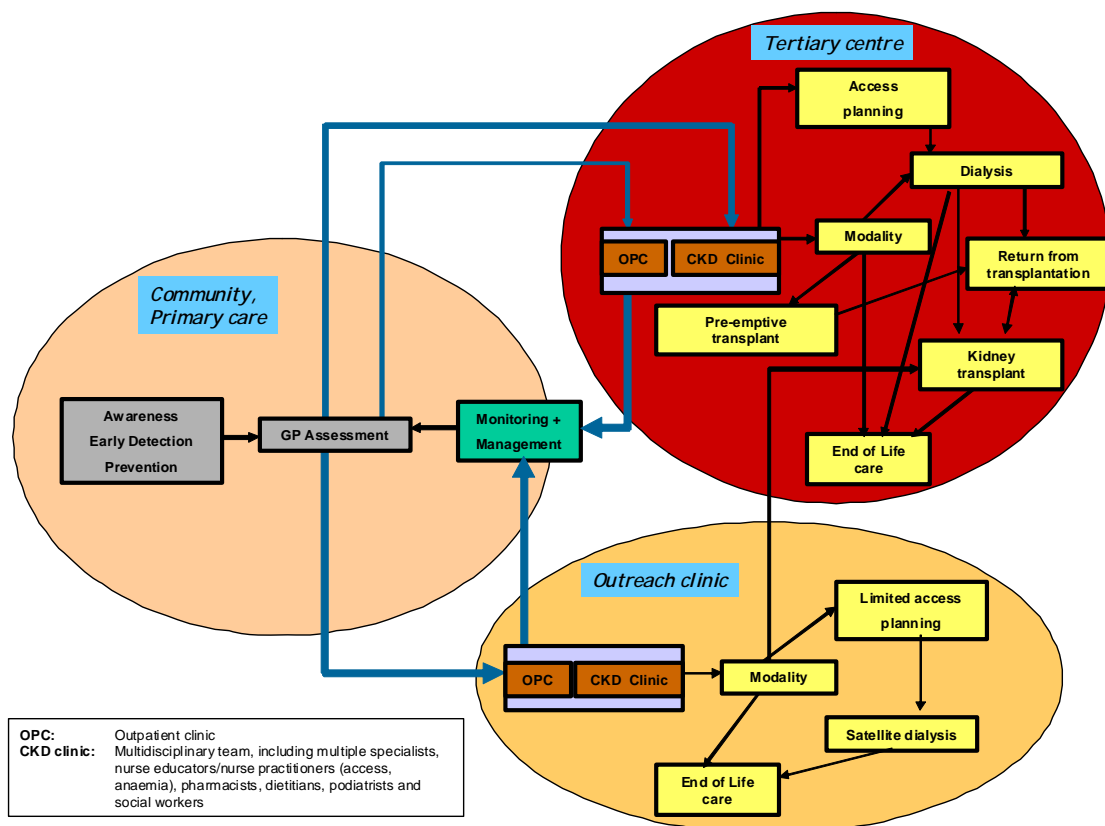 Tertiary centre
Access
planning
Dialysis
OPC
CKD Clinic
Modality
Return from
transplantation
Pre-emptive
transplant
Kidney
transplant
End of Life
care
Community,
Primary care
Awareness
Early Detection
Prevention
GP Assessment
Monitoring +
Management
Outreach clinic
Limited access
planning
OPC
CKD Clinic
Modality
Satellite dialysis
End of Life
care
OPC: Outpatient clinic
CKD clinic: Multidisciplinary team, including multiple specialists,
nurse educators/nurse practitioners (access,
anaemia), pharmacists, dietitians, podiatrists and
social workers